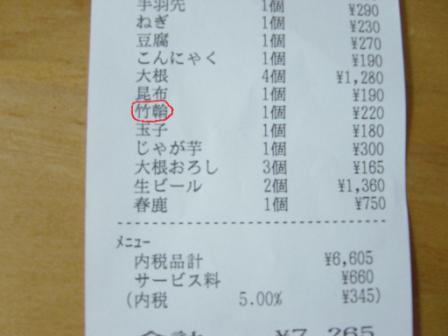 手羽先 1個 ¥290
ねぎ 1個 ¥230
豆腐 1個 ¥270
こんにゃく 1個 ¥190
大根 4個 ¥1,280
昆布 1個 ¥190
1個 ¥220
玉子 1個 ¥180
じゃが芋 1個 ¥300
大根おろし 3個 ¥165
生ビール 2個 ¥1,360
春鹿 1個 ¥750
ﾒﾆｭｰ
内税品計 ¥6,605
サービス料 ¥660
(内税 5.00% ¥345)
合計 ¥7,265